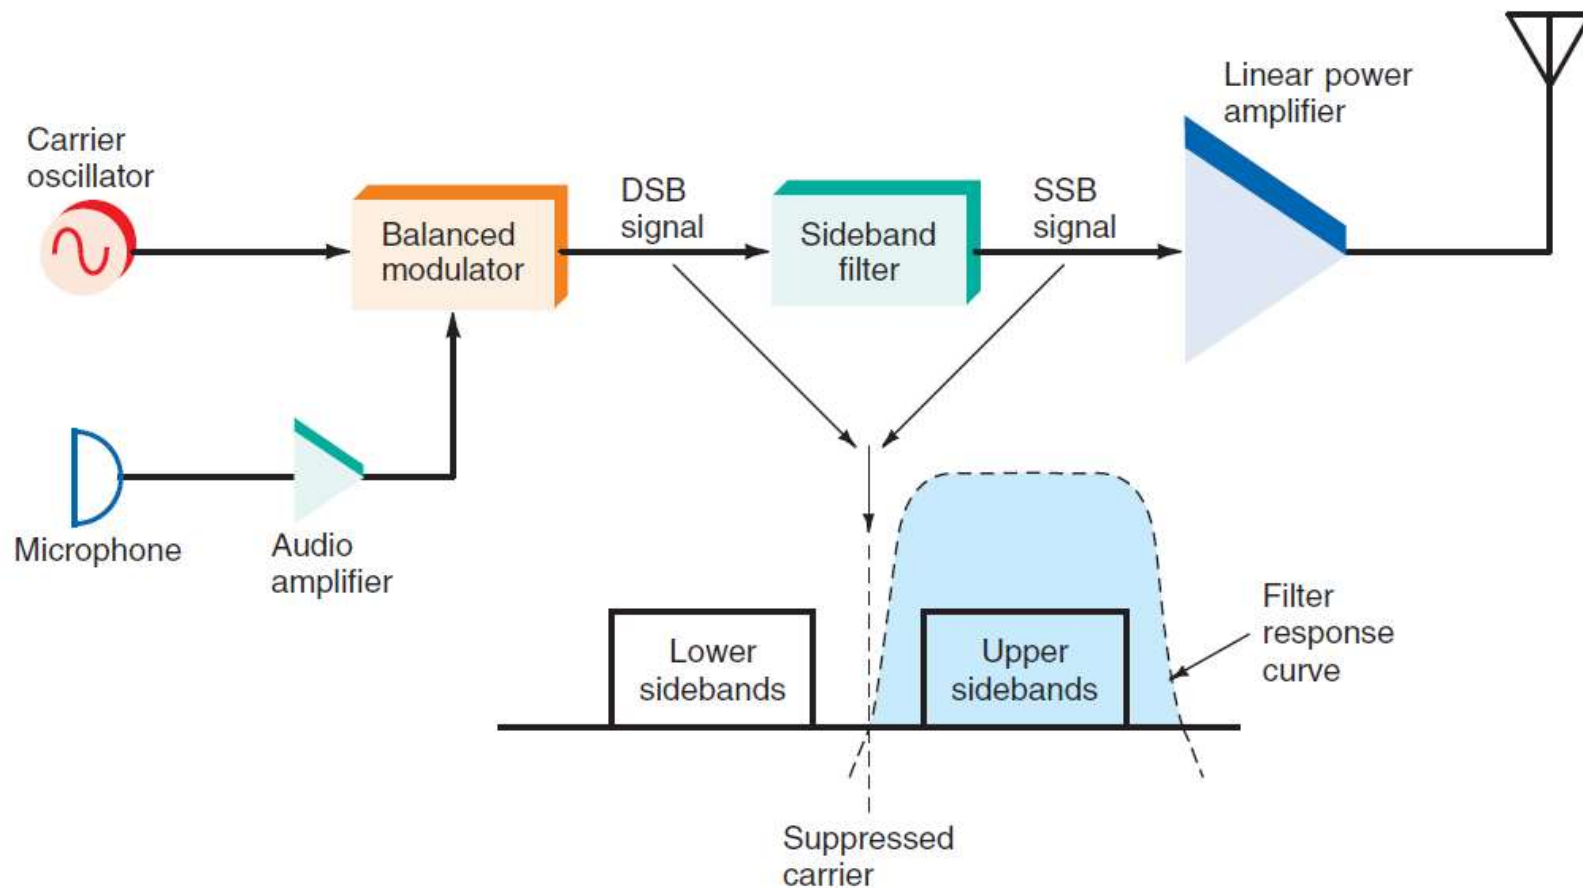 Linear power
amplifier
Carrier
oscillator
DSB
signal
SSB
signal
Balanced
modulator
Sideband
filter
Microphone
Audio
amplifier
Filter
response
curve
Lower
sidebands
Upper
sidebands
Suppressed
carrier